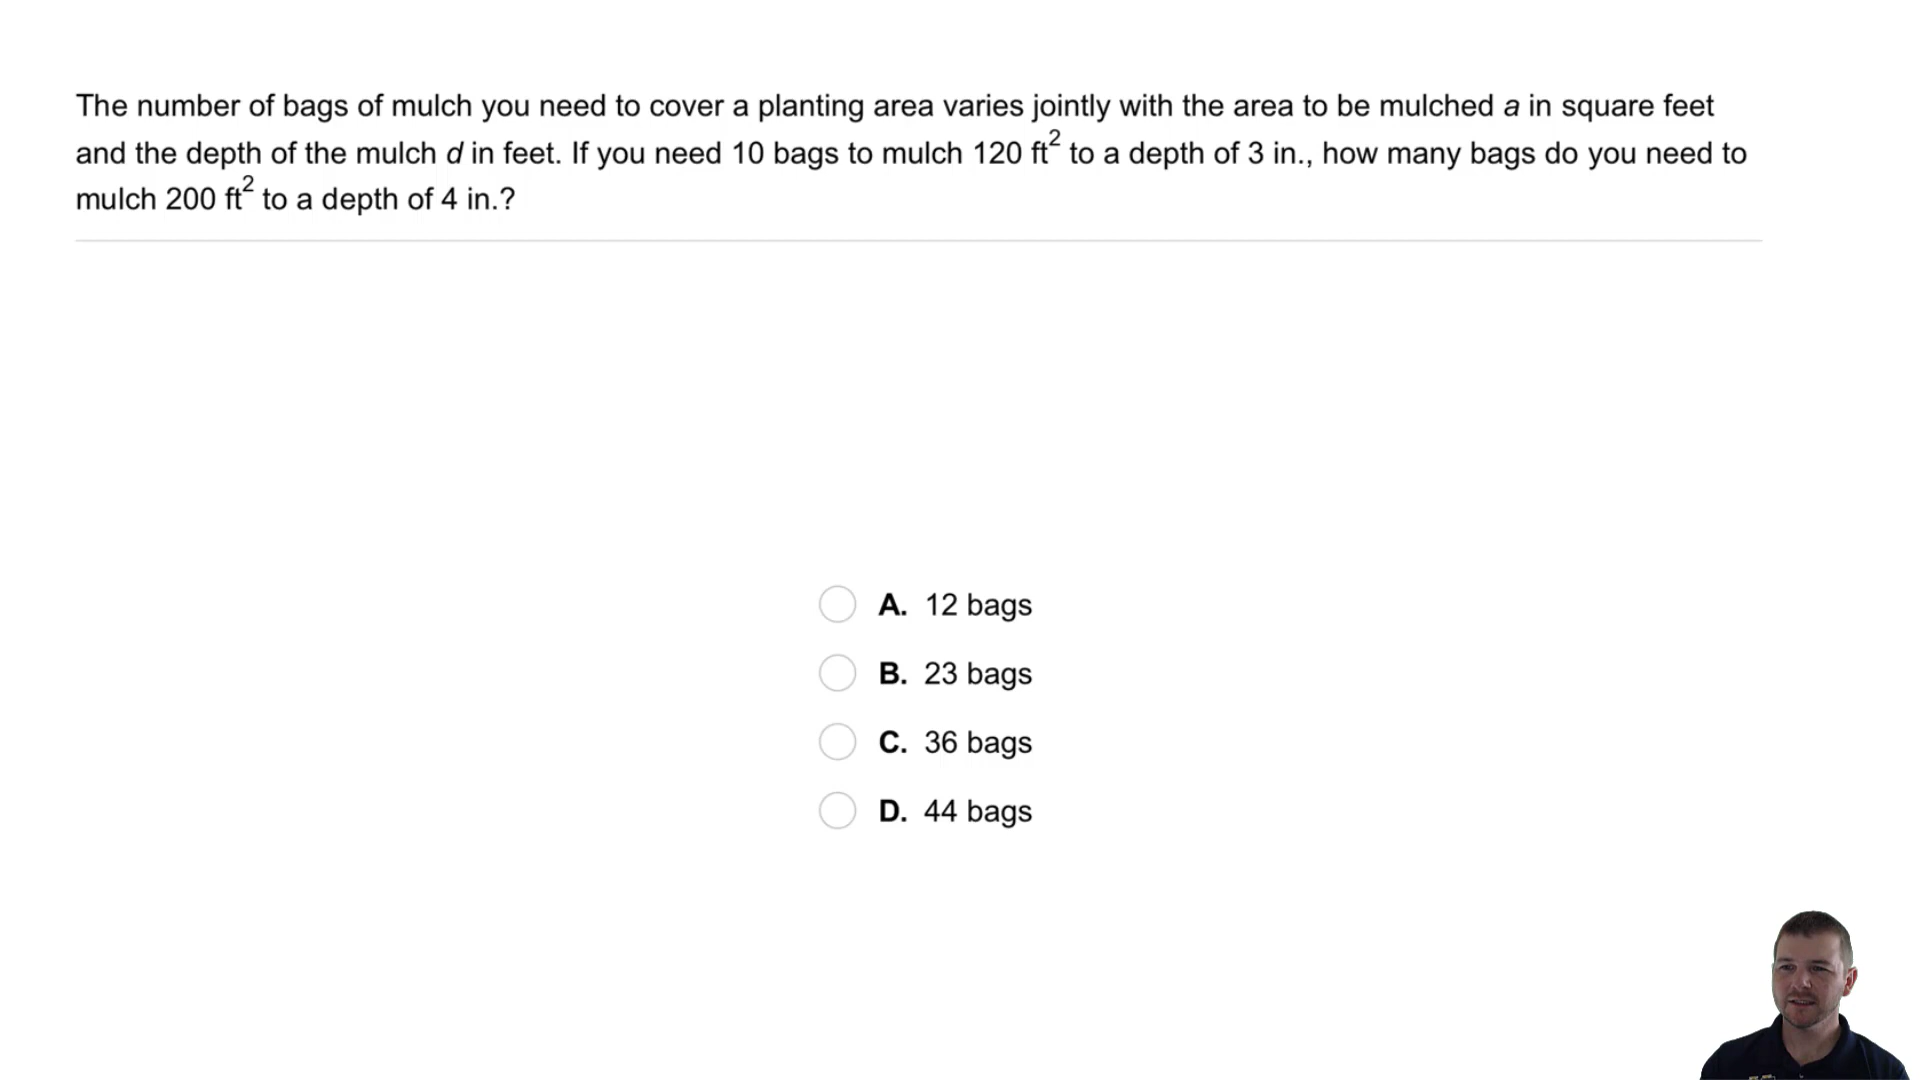 The number of bags of mulch you need to cover a planting area varies jointly with the area to be mulched a in square feet
and the depth of the mulch d in feet. If you need 10 bags to mulch 120 ft² to a depth of 3 in., how many bags do you need to
mulch 200 ft² to a depth of 4 in.?
A. 12 bags
B. 23 bags
C. 36 bags
D. 44 bags